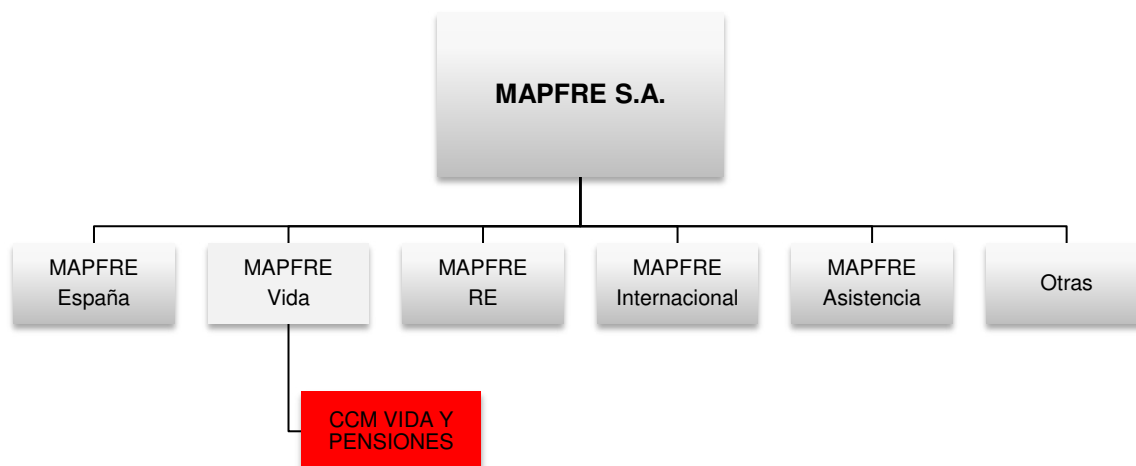 MAPFRE S.A.
MAPFRE
España
MAPFRE
Vida
MAPFRE
RE
MAPFRE
Internacional
MAPFRE
Asistencia
Otras
CCM VIDA Y
PENSIONES